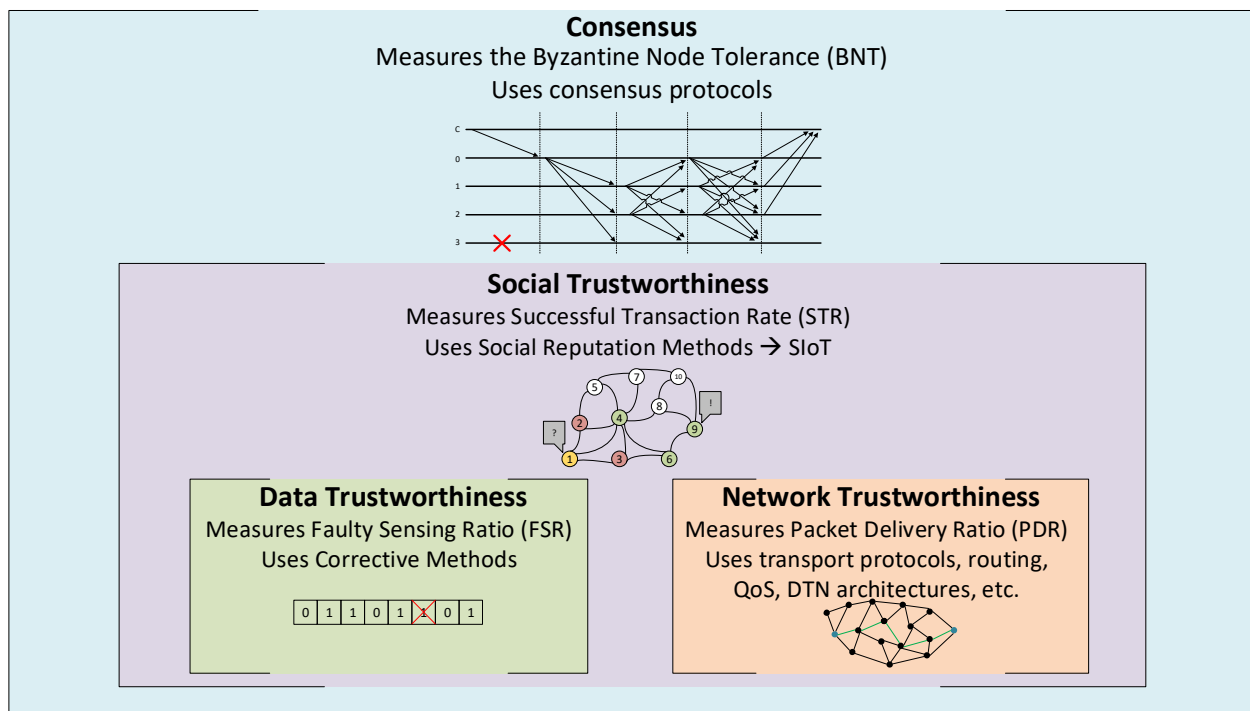 Consensus
Measures the Byzantine Node Tolerance (BNT)
Uses consensus protocols
C
0
1
2
3
Social Trustworthiness
Measures Successful Transaction Rate (STR)
Uses Social Reputation Methods → SIoT
5
7
10
2
4
8
!
9
?
1
3
6
Data Trustworthiness
Measures Faulty Sensing Ratio (FSR)
Uses Corrective Methods
0 1 1 0 1 1 0 1
Network Trustworthiness
Measures Packet Delivery Ratio (PDR)
Uses transport protocols, routing,
QoS, DTN architectures, etc.